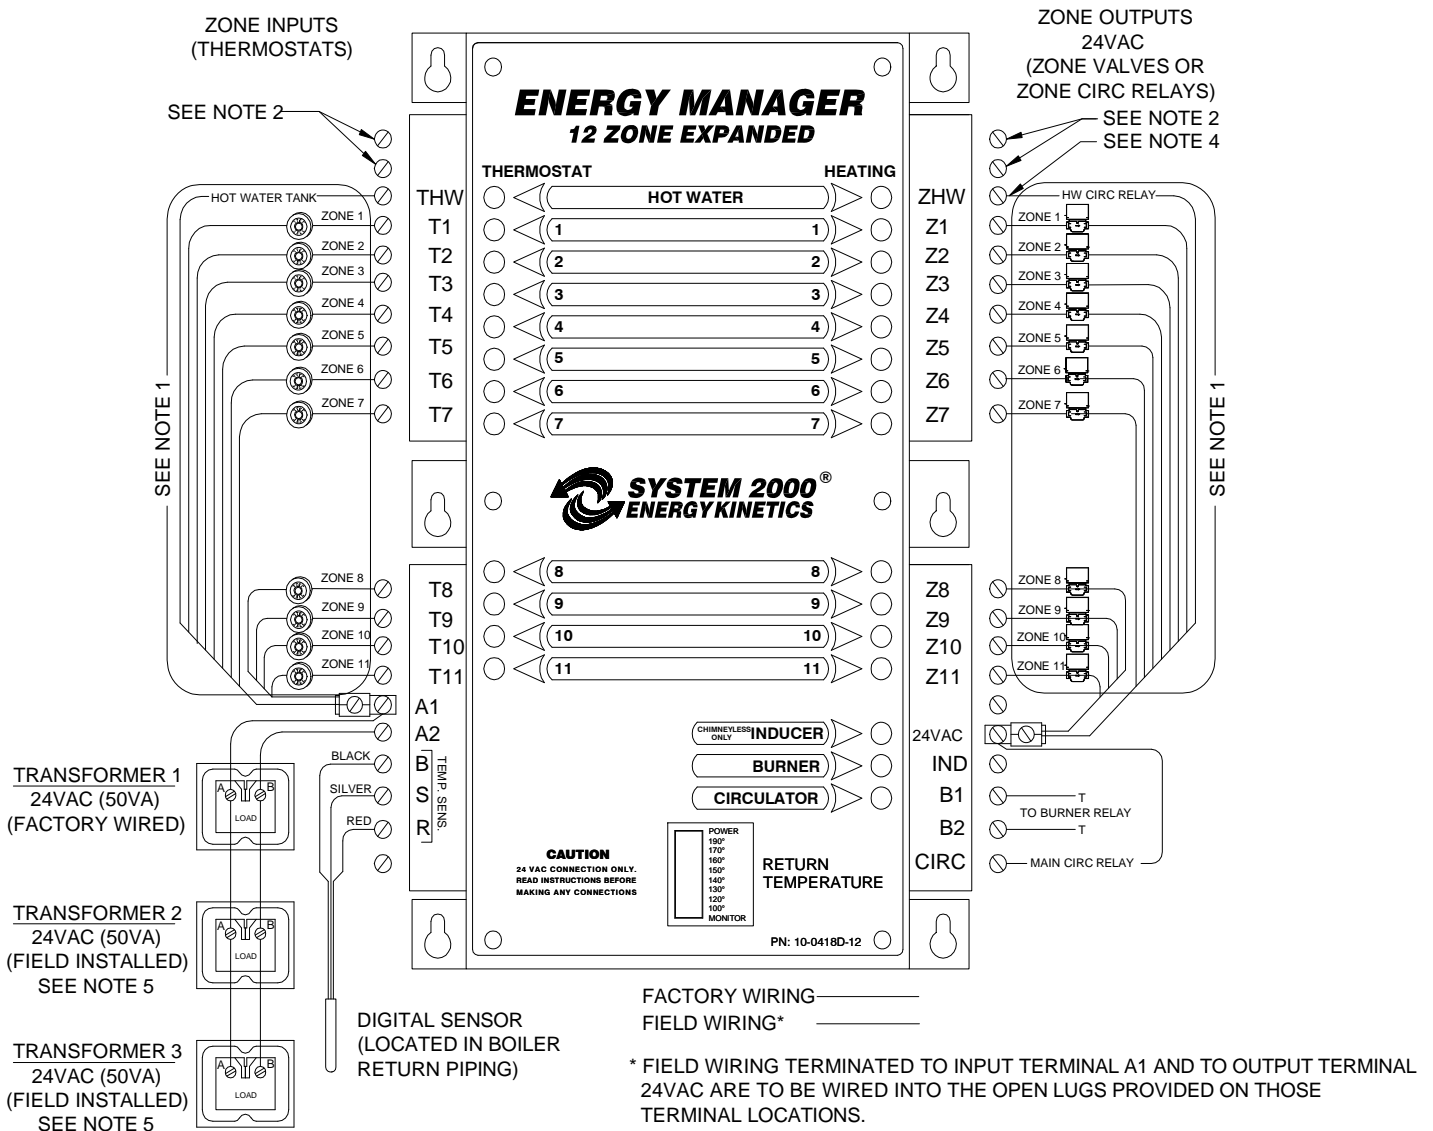 ZONE INPUTS
(THERMOSTATS)
ZONE OUTPUTS
24VAC
(ZONE VALVES OR
ZONE CIRC RELAYS)
SEE NOTE 2
SEE NOTE 2
SEE NOTE 4
ENERGY MANAGER
12 ZONE EXPANDED
THERMOSTAT
HEATING
HOT WATER TANK
THW
HOT WATER
ZHW
HW CIRC RELAY
ZONE 1
T1
1
1
Z1
ZONE 1
ZONE 2
T2
2
2
Z2
ZONE 2
ZONE 3
T3
3
3
Z3
ZONE 3
ZONE 4
T4
4
4
Z4
ZONE 4
ZONE 5
T5
5
5
Z5
ZONE 5
ZONE 6
T6
6
6
Z6
ZONE 6
ZONE 7
T7
7
7
Z7
ZONE 7
SEE NOTE 1
SEE NOTE 1
SYSTEM 2000®
ENERGY KINETICS
ZONE 8
T8
8
8
Z8
ZONE 8
ZONE 9
T9
9
9
Z9
ZONE 9
ZONE 10
T10
10
10
Z10
ZONE 10
ZONE 11
T11
11
11
Z11
ZONE 11
A1
A2
CHIMNEYLESS
ONLY
INDUCER
24VAC
BLACK
B
BURNER
IND
SILVER
S
CIRCULATOR
B1
T
TO BURNER RELAY
RED
R
TEMP. SENS.
B2
T
CIRC
MAIN CIRC RELAY
TRANSFORMER 1
24VAC (50VA)
(FACTORY WIRED)
A
B
LOAD
CAUTION
24 VAC CONNECTION ONLY.
READ INSTRUCTIONS BEFORE
MAKING ANY CONNECTIONS
POWER
190°
170°
160°
150°
140°
130°
120°
100°
MONITOR
RETURN
TEMPERATURE
PN: 10-0418D-12
TRANSFORMER 2
24VAC (50VA)
(FIELD INSTALLED)
SEE NOTE 5
A
B
LOAD
TRANSFORMER 3
24VAC (50VA)
(FIELD INSTALLED)
SEE NOTE 5
A
B
LOAD
DIGITAL SENSOR
(LOCATED IN BOILER
RETURN PIPING)
FACTORY WIRING
FIELD WIRING*
* FIELD WIRING TERMINATED TO INPUT TERMINAL A1 AND TO OUTPUT TERMINAL
24VAC ARE TO BE WIRED INTO THE OPEN LUGS PROVIDED ON THOSE
TERMINAL LOCATIONS.